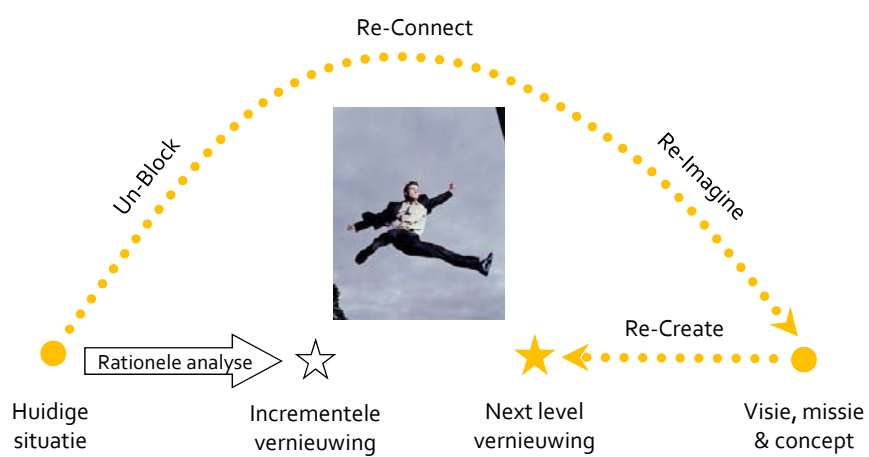 Re-Connect
Un-Block
Re-Imagine
Re-Create
Rationele analyse
Huidige
situatie
Incrementele
vernieuwing
Next level
vernieuwing
Visie, missie
& concept